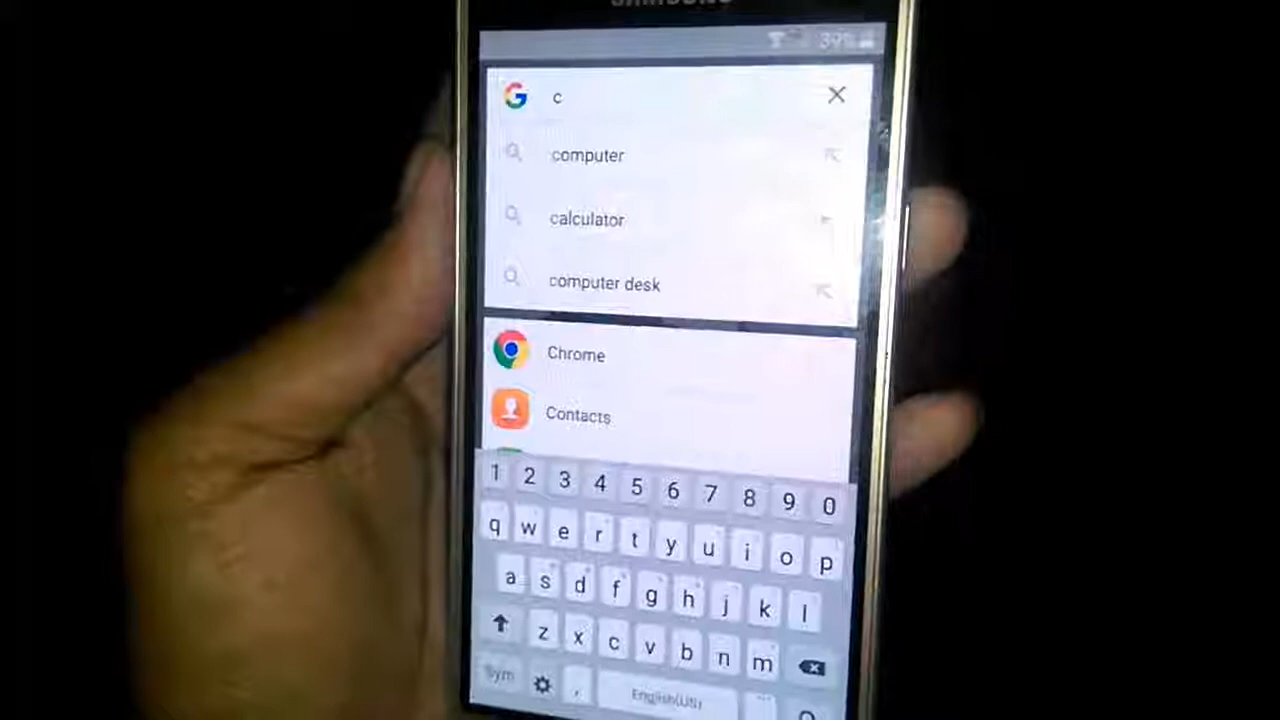 SAMSUNG
39%
c
computer
calculator
computer desk
Chrome
Contacts
1 2 3 4 5 6 7 8 9 0
q w e r t y u i o p
a s d f g h j k l
z x c v b n m
Sym , English(US)